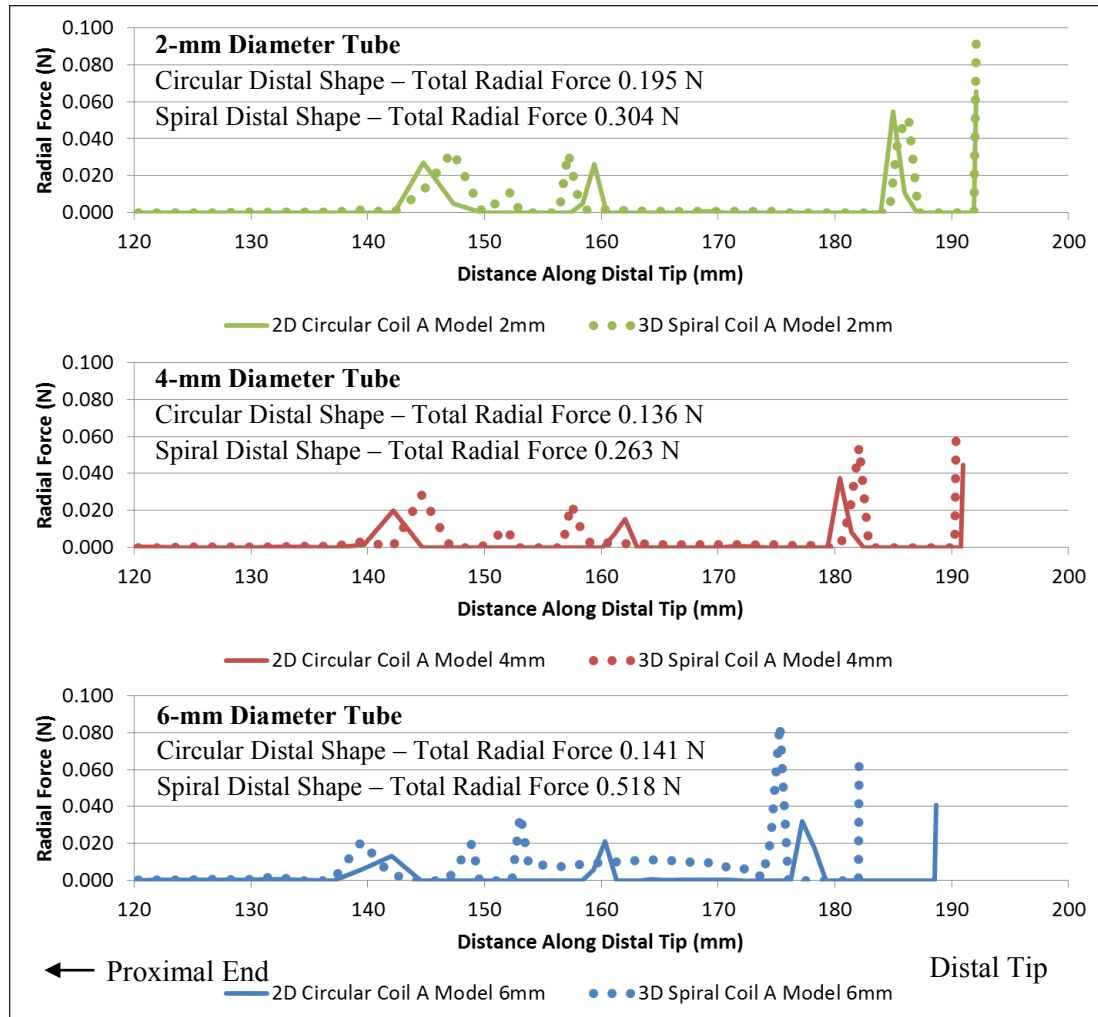 0.100
0.080
0.060
0.040
0.020
0.000
Radial Force (N)
2-mm Diameter Tube
Circular Distal Shape – Total Radial Force 0.195 N
Spiral Distal Shape – Total Radial Force 0.304 N
120 130 140 150 160 170 180 190 200
Distance Along Distal Tip (mm)
2D Circular Coil A Model 2mm 3D Spiral Coil A Model 2mm
0.100
0.080
0.060
0.040
0.020
0.000
Radial Force (N)
4-mm Diameter Tube
Circular Distal Shape – Total Radial Force 0.136 N
Spiral Distal Shape – Total Radial Force 0.263 N
120 130 140 150 160 170 180 190 200
Distance Along Distal Tip (mm)
2D Circular Coil A Model 4mm 3D Spiral Coil A Model 4mm
0.100
0.080
0.060
0.040
0.020
0.000
Radial Force (N)
6-mm Diameter Tube
Circular Distal Shape – Total Radial Force 0.141 N
Spiral Distal Shape – Total Radial Force 0.518 N
120 130 140 150 160 170 180 190 200
Distance Along Distal Tip (mm)
Proximal End Distal Tip
2D Circular Coil A Model 6mm 3D Spiral Coil A Model 6mm